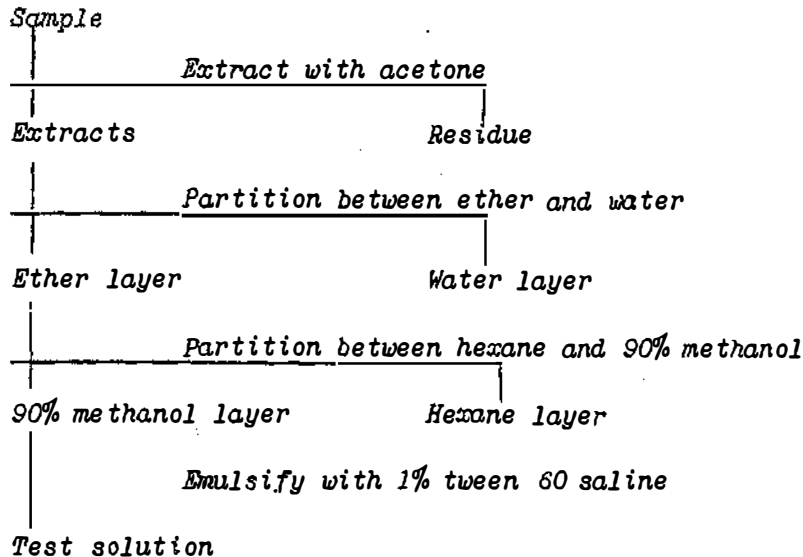 Sample
Extract with acetone
Extracts Residue
Partition between ether and water
Ether layer Water layer
Partition between hexane and 90% methanol
90% methanol layer Hexane layer
Emulsify with 1% tween 60 saline
Test solution